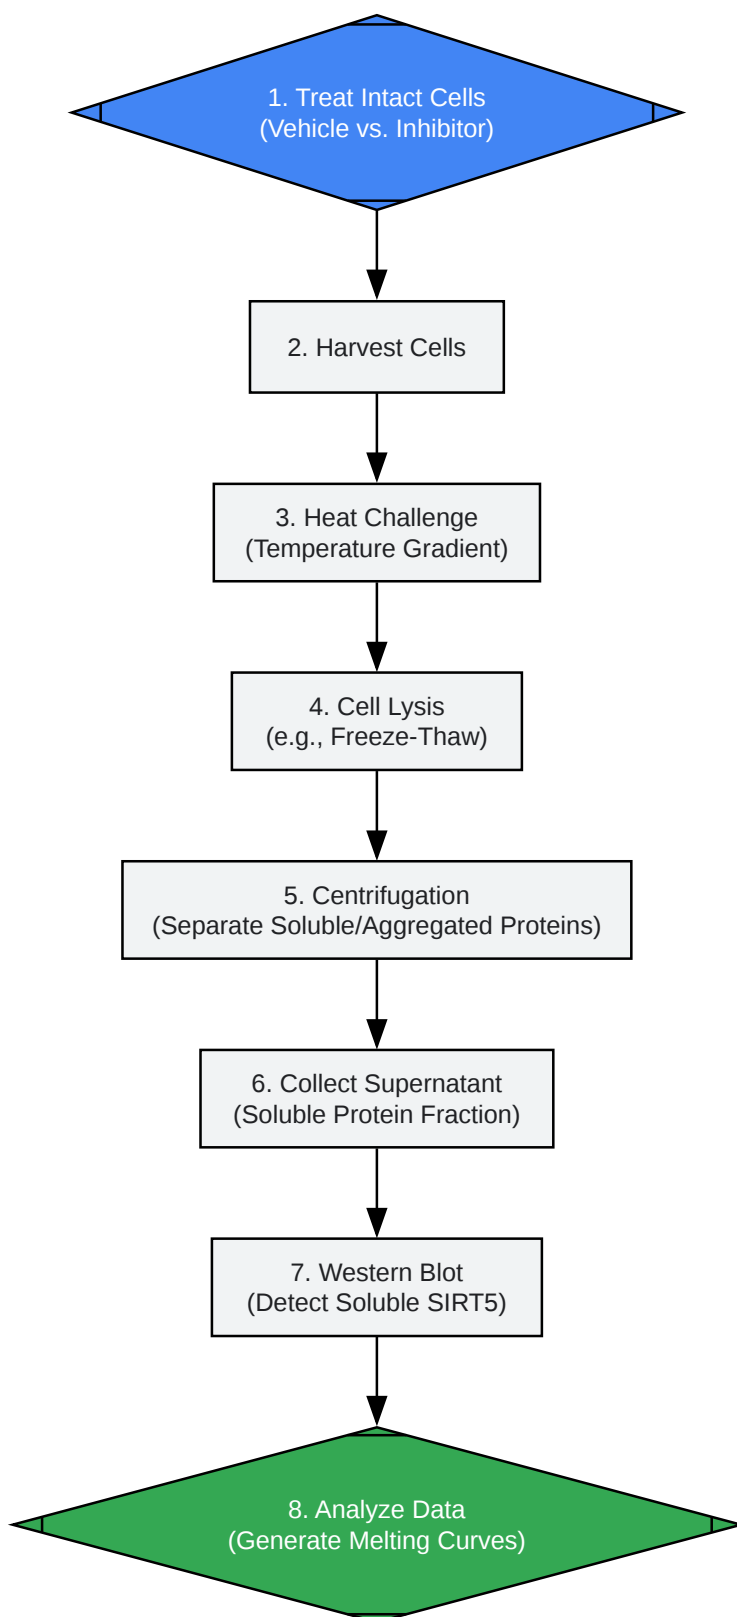 1. Treat Intact Cells
(Vehicle vs. Inhibitor)
2. Harvest Cells
3. Heat Challenge
(Temperature Gradient)
4. Cell Lysis
(e.g., Freeze-Thaw)
5. Centrifugation
(Separate Soluble/Aggregated Proteins)
6. Collect Supernatant
(Soluble Protein Fraction)
7. Western Blot
(Detect Soluble SIRT5)
8. Analyze Data
(Generate Melting Curves)